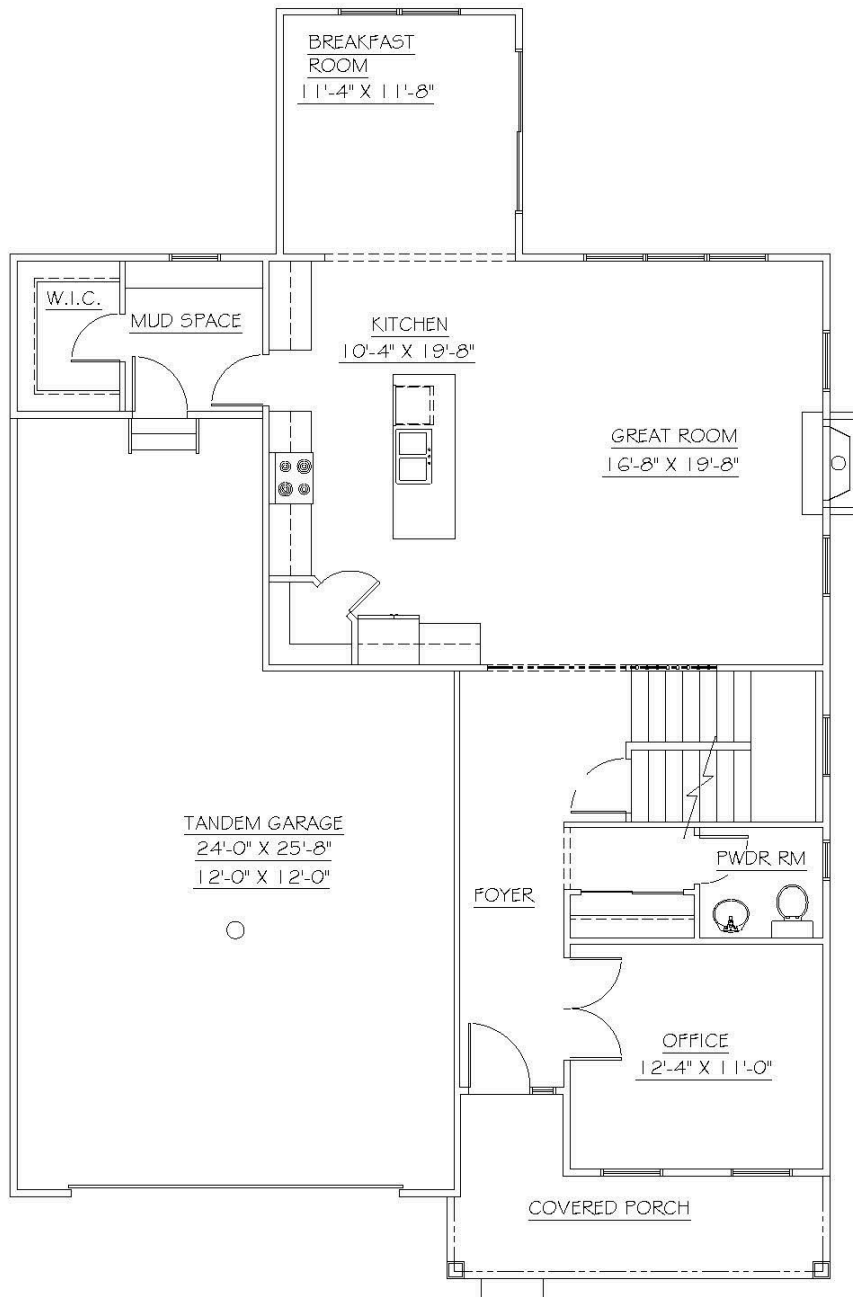 BREAKFAST
ROOM
11'-4" X 11'-8"
W.I.C.
MUD SPACE
KITCHEN
10'-4" X 19'-8"
GREAT ROOM
16'-8" X 19'-8"
TANDEM GARAGE
24'-0" X 25'-8"
12'-0" X 12'-0"
PWDR RM
FOYER
OFFICE
12'-4" X 11'-0"
COVERED PORCH